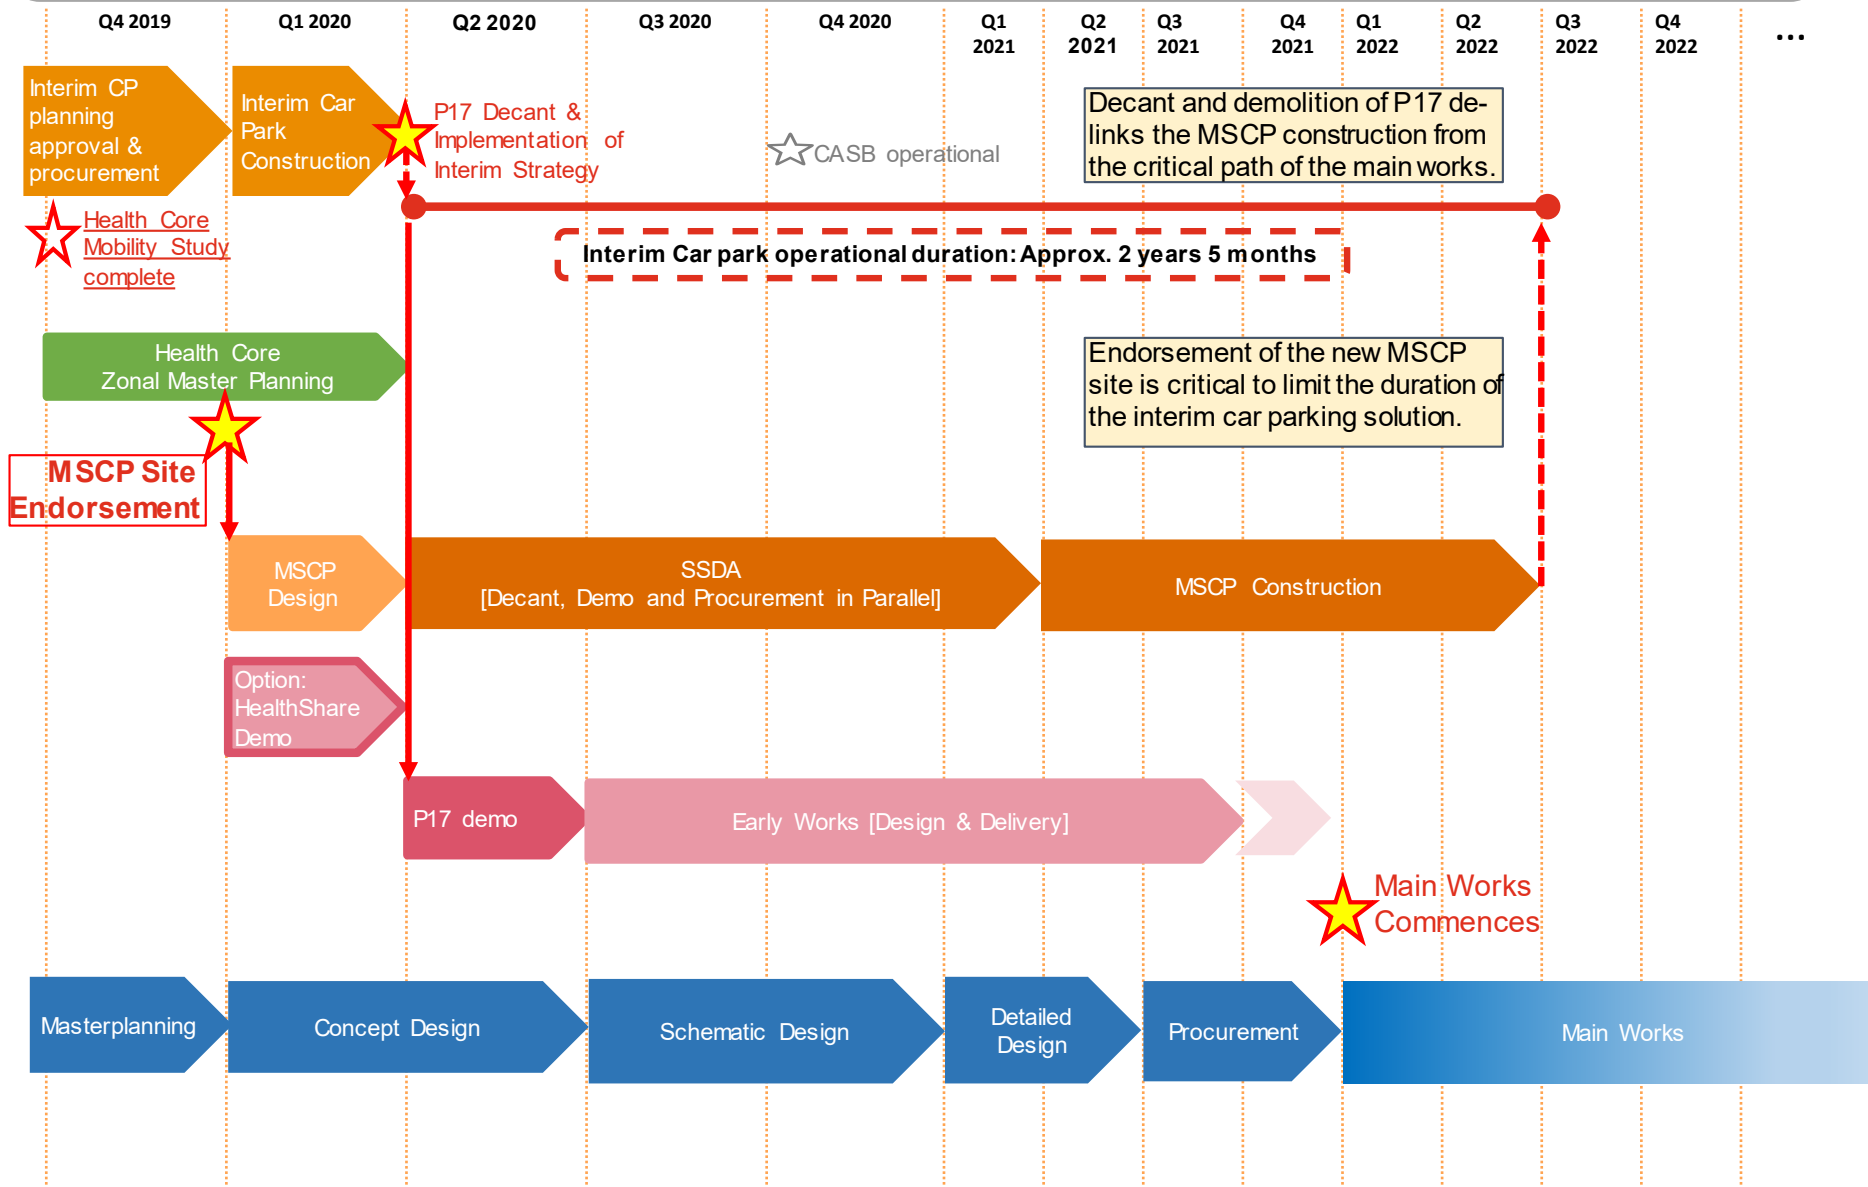 Q4 2019
Q1 2020
Q2 2020
Q3 2020
Q4 2020
Q1
2021
Q2
2021
Q3
2021
Q4
2021
Q1
2022
Q2
2022
Q3
2022
Q4
2022
...
Interim CP
planning
approval &
procurement
Interim Car
Park
Construction
P17 Decant &
Implementation of
Interim Strategy
CASB operational
Decant and demolition of P17 de-
links the MSCP construction from
the critical path of the main works.
Health Core
Mobility Study
complete
Interim Car park operational duration: Approx. 2 years 5 months
Health Core
Zonal Master Planning
Endorsement of the new MSCP
site is critical to limit the duration of
the interim car parking solution.
MSCP Site
Endorsement
MSCP
Design
SSDA
[Decant, Demo and Procurement in Parallel]
MSCP Construction
Option:
HealthShare
Demo
P17 demo
Early Works [Design & Delivery]
Main Works
Commences
Masterplanning
Concept Design
Schematic Design
Detailed
Design
Procurement
Main Works